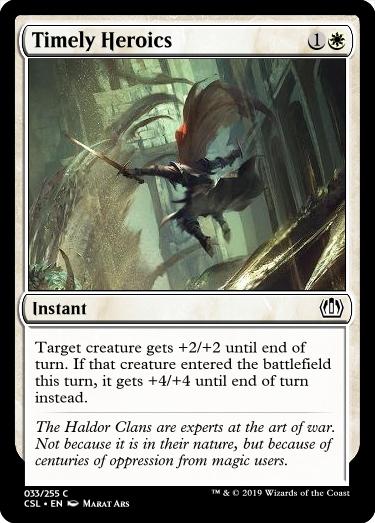 Timely Heroics 1
Instant
Target creature gets +2/+2 until end of
turn. If that creature entered the battlefield
this turn, it gets +4/+4 until end of turn
instead.
The Haldor Clans are experts at the art of war.
Not because it is in their nature, but because of
centuries of oppression from magic users.
033/255 C
CSL • EN Marat Ars
™ & © 2019 Wizards of the Coast